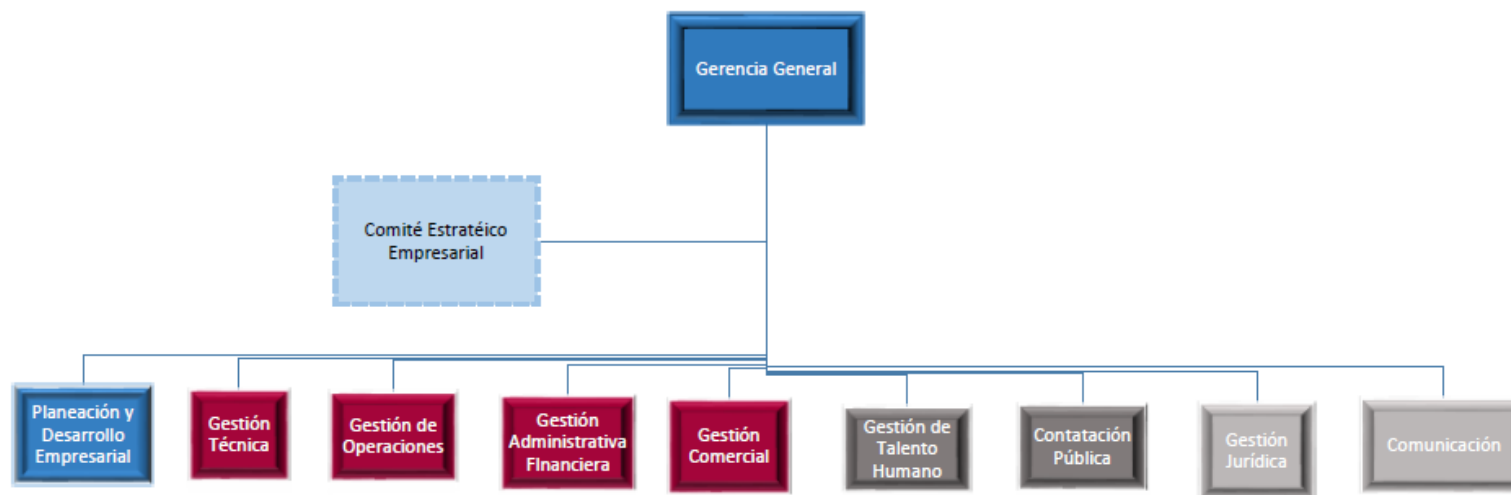 Gerencia General
Comité Estratéico
Empresarial
Planeación y
Desarrollo
Empresarial
Gestión
Técnica
Gestión de
Operaciones
Gestión
Administrativa
FInanciera
Gestión
Comercial
Gestión de
Talento
Humano
Contatación
Pública
Gestión
Jurídica
Comunicación